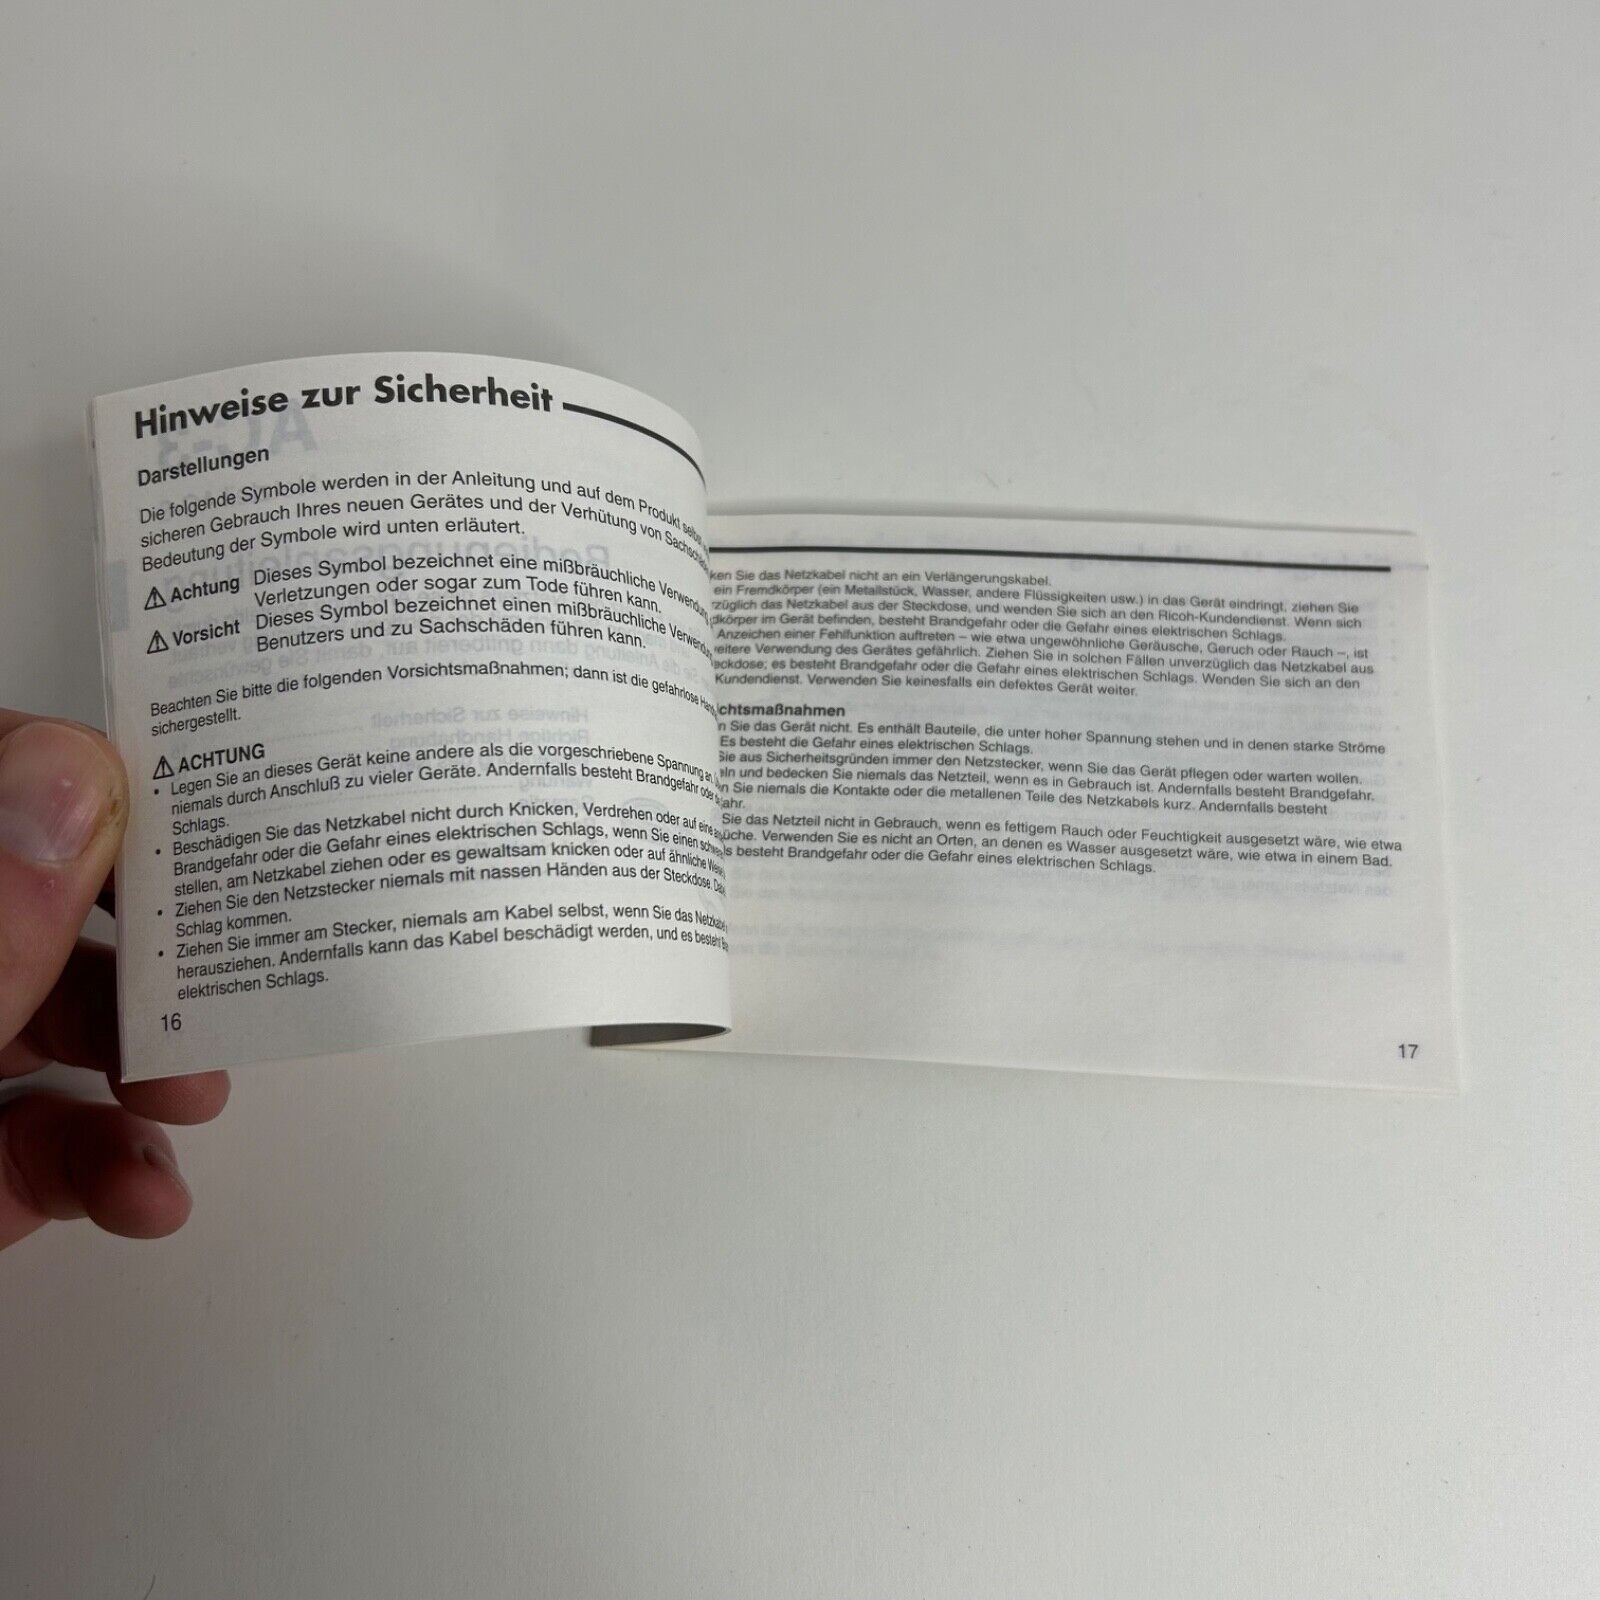 Hinweise zur Sicherheit
Darstellungen
Die folgende Symbole werden in der Anleitung und auf dem Produkt selbst
sicheren Gebrauch Ihres neuen Gerätes und der Verhütung von
Bedeutung der Symbole wird unten erläutert.
Achtung Dieses Symbol bezeichnet eine mißbräuchliche Verwendung
Verletzungen oder sogar zum Tode führen kann.
Vorsicht Dieses Symbol bezeichnet einen mißbräuchliche Verwendung
Benutzers und zu Sachschäden führen kann.
Beachten Sie bitte die folgenden Vorsichtsmaßnahmen; dann ist die gefahrlose
sichergestellt.
ACHTUNG
• Legen Sie an dieses Gerät keine andere als die vorgeschriebene Spannung an,
niemals durch Anschluß zu vieler Geräte. Andernfalls besteht Brandgefahr oder
Schlags.
• Beschädigen Sie das Netzkabel nicht durch Knicken, Verdrehen oder auf eine
Brandgefahr oder die Gefahr eines elektrischen Schlags, wenn Sie einen
stellen, am Netzkabel ziehen oder es gewaltsam knicken oder auf ähnliche
• Ziehen Sie den Netzstecker niemals mit nassen Händen aus der Steckdose.
Schlag kommen.
• Ziehen Sie immer am Stecker, niemals am Kabel selbst, wenn Sie das
herausziehen. Andernfalls kann das Kabel beschädigt werden, und es besteht
elektrischen Schlags.
16
ken Sie das Netzkabel nicht an ein Verlängerungskabel.
ein Fremdkörper (ein Metallstück, Wasser, andere Flüssigkeiten usw.) in das Gerät eindringt, ziehen Sie
züglich das Netzkabel aus der Steckdose, und wenden Sie sich an den Ricoh-Kundendienst. Wenn sich
dkörper im Gerät befinden, besteht Brandgefahr oder die Gefahr eines elektrischen Schlags.
Anzeichen einer Fehlfunktion auftreten – wie etwa ungewöhnliche Geräusche, Geruch oder Rauch –, ist
eitere Verwendung des Gerätes gefährlich. Ziehen Sie in solchen Fällen unverzüglich das Netzkabel aus
eckdose; es besteht Brandgefahr oder die Gefahr eines elektrischen Schlags. Wenden Sie sich an den
Kundendienst. Verwenden Sie keinesfalls ein defektes Gerät weiter.
ichtsmaßnahmen
n Sie das Gerät nicht. Es enthält Bauteile, die unter hoher Spannung stehen und in denen starke Ströme
Es besteht die Gefahr eines elektrischen Schlags.
Sie aus Sicherheitsgründen immer den Netzstecker, wenn Sie das Gerät pflegen oder warten wollen.
eln und bedecken Sie niemals das Netzteil, wenn es in Gebrauch ist. Andernfalls besteht Brandgefahr.
n Sie niemals die Kontakte oder die metallenen Teile des Netzkabels kurz. Andernfalls besteht
fahr.
Sie das Netzteil nicht in Gebrauch, wenn es fettigem Rauch oder Feuchtigkeit ausgesetzt wäre, wie etwa
üche. Verwenden Sie es nicht an Orten, an denen es Wasser ausgesetzt wäre, wie etwa in einem Bad.
ls besteht Brandgefahr oder die Gefahr eines elektrischen Schlags.
17